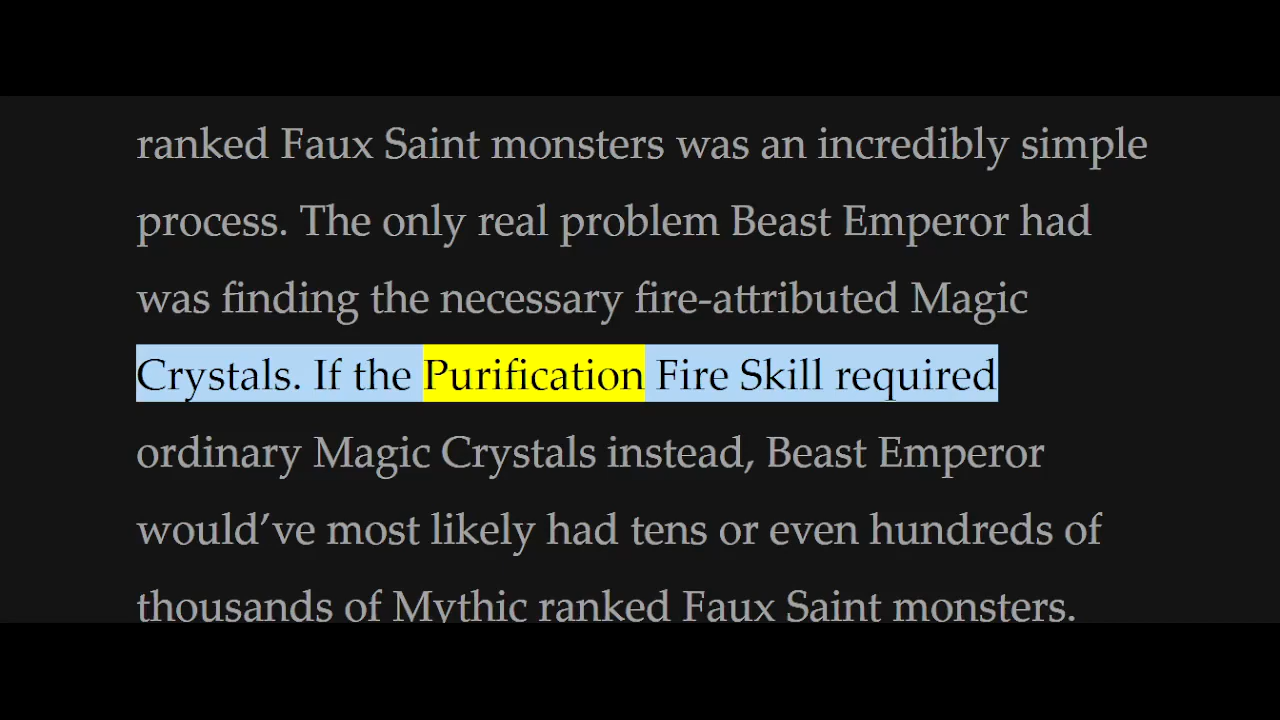 ranked Faux Saint monsters was an incredibly simple
process. The only real problem Beast Emperor had
was finding the necessary fire-attributed Magic
Crystals. If the Purification Fire Skill required
ordinary Magic Crystals instead, Beast Emperor
would’ve most likely had tens or even hundreds of
thousands of Mythic ranked Faux Saint monsters.